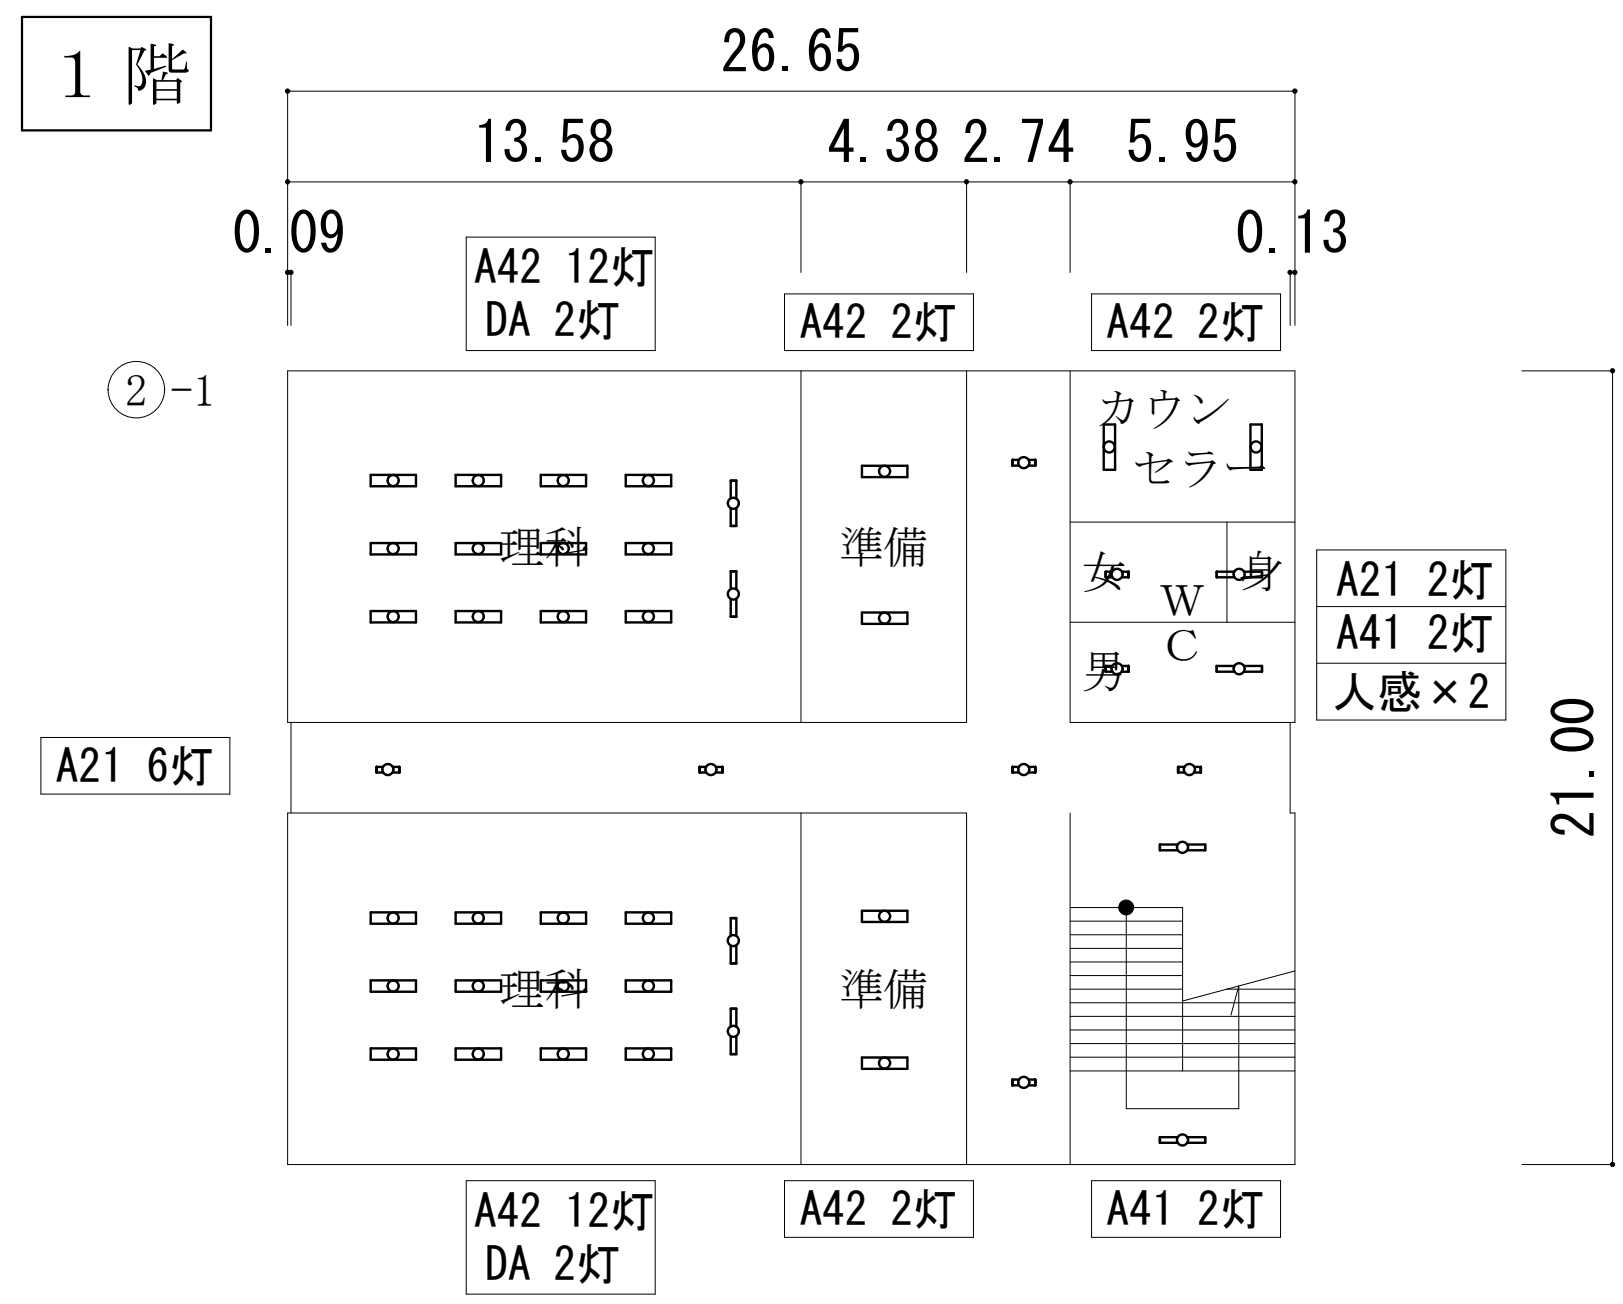 1 階
26.65
13.58
4.38
2.74
5.95
0.09
0.13
A42 12灯
DA 2灯
A42 2灯
A42 2灯
②-1
カウン
セラー
理科
準備
女
身
W
C
男
A21 2灯
A41 2灯
人感×2
21.00
A21 6灯
理科
準備
A42 12灯
DA 2灯
A42 2灯
A41 2灯